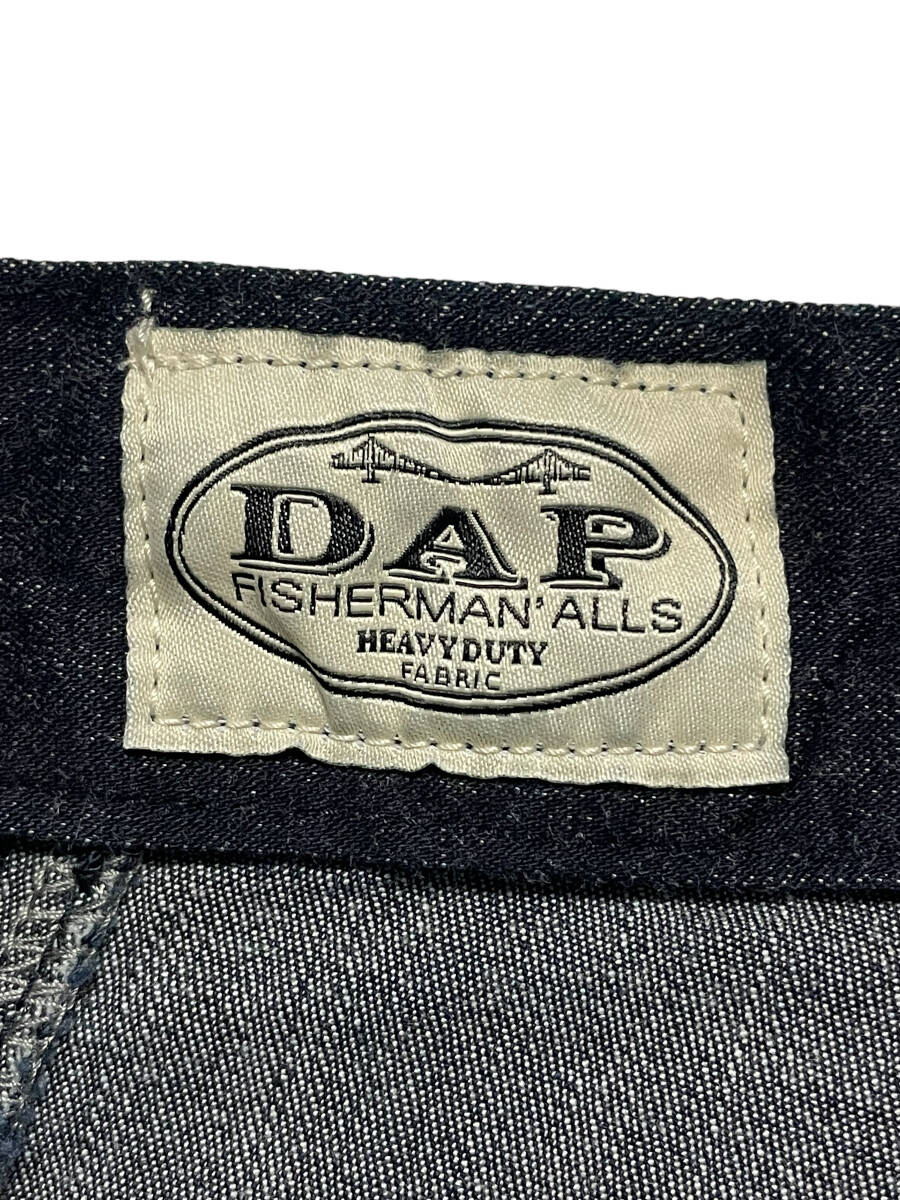 DAP
FISHERMAN' ALLS
HEAVY DUTY
FABRIC